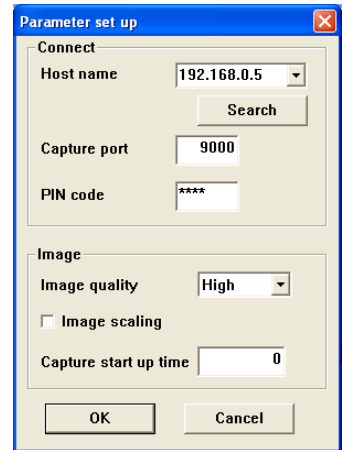 Parameter set up
Connect
Host name 192.168.0.5
Search
Capture port 9000
PIN code ****
Image
Image quality High
Image scaling
Capture start up time 0
OK Cancel